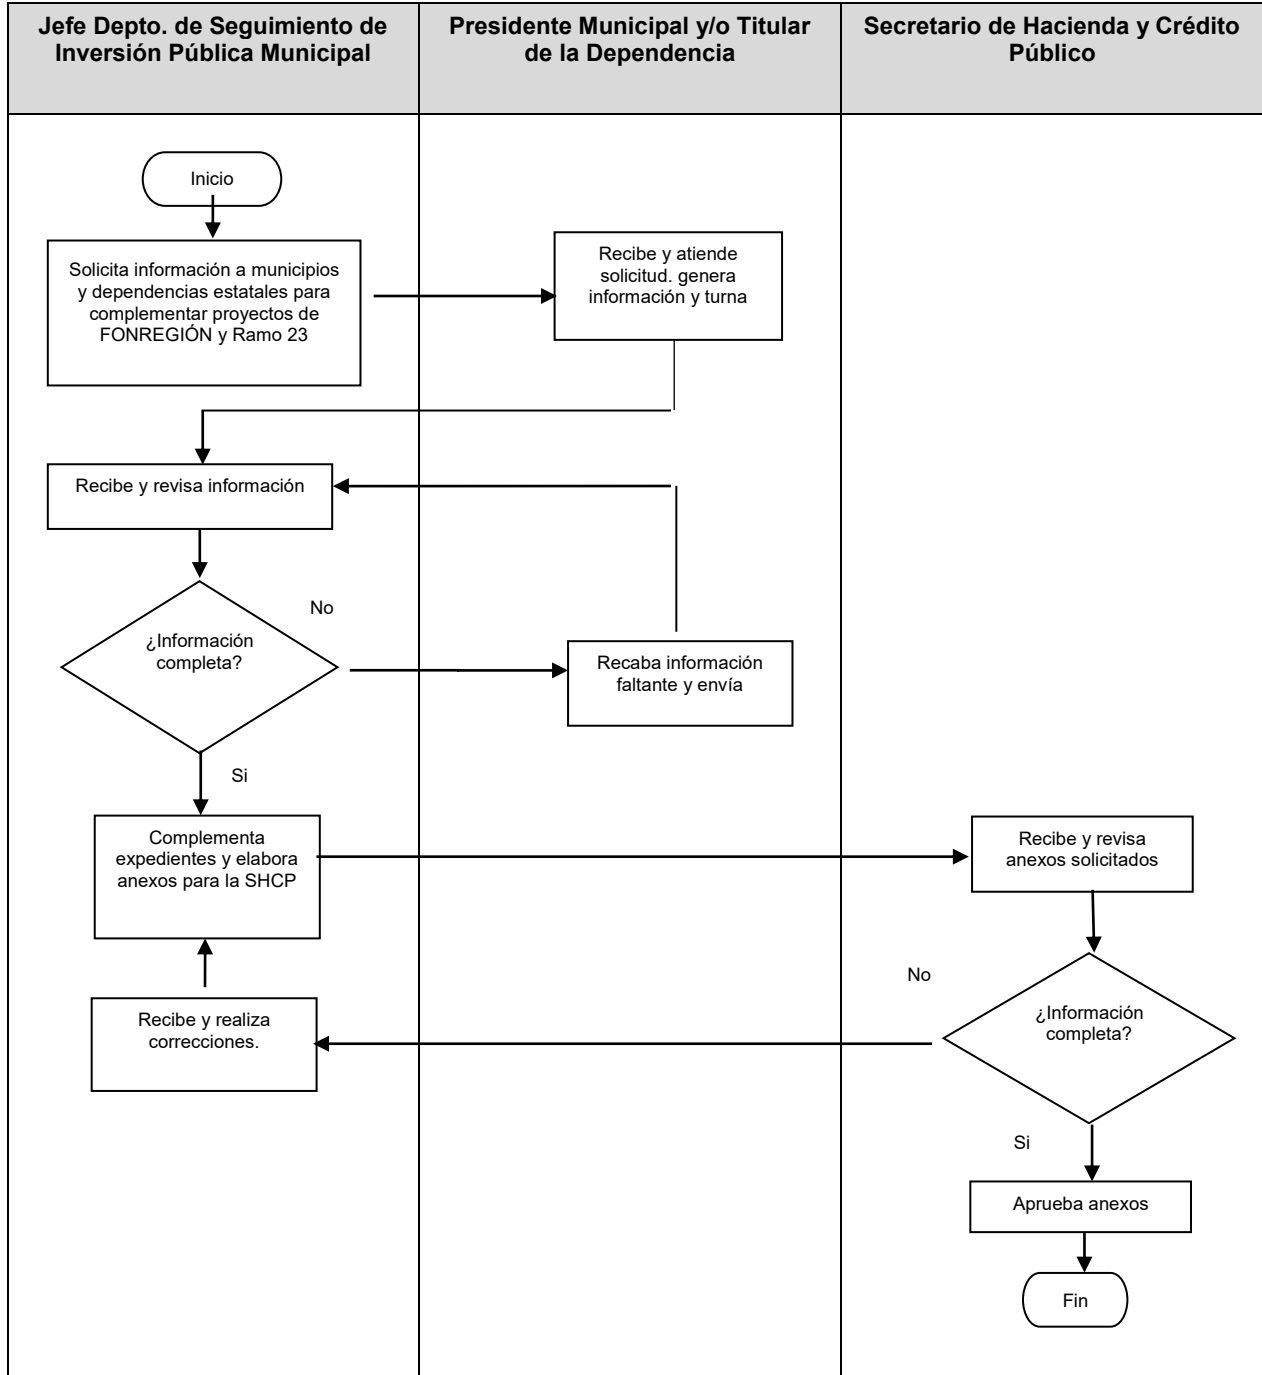 Jefe Depto. de Seguimiento de
Inversión Pública Municipal
Presidente Municipal y/o Titular
de la Dependencia
Secretario de Hacienda y Crédito
Público
Inicio
Solicita información a municipios
y dependencias estatales para
complementar proyectos de
FONREGIÓN y Ramo 23
Recibe y atiende
solicitud. genera
información y turna
Recibe y revisa información
¿Información
completa?
No
Recaba información
faltante y envía
Si
Complementa
expedientes y elabora
anexos para la SHCP
Recibe y revisa
anexos solicitados
¿Información
completa?
No
Recibe y realiza
correcciones.
Si
Aprueba anexos
Fin